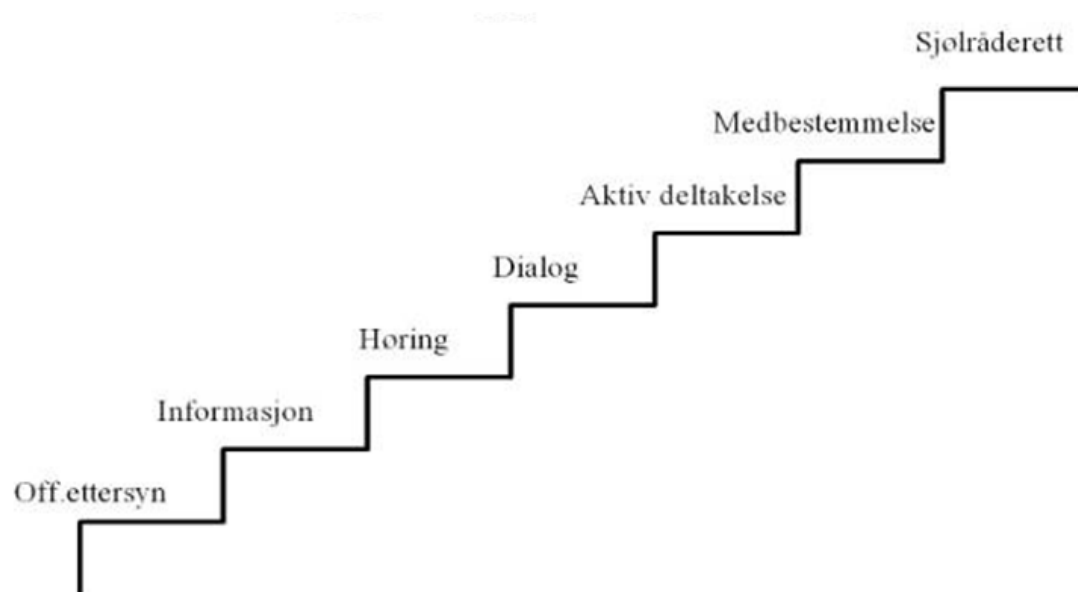 Sjølråderett
Medbestemmelse
Aktiv deltakelse
Dialog
Høring
Informasjon
Off.ettersyn